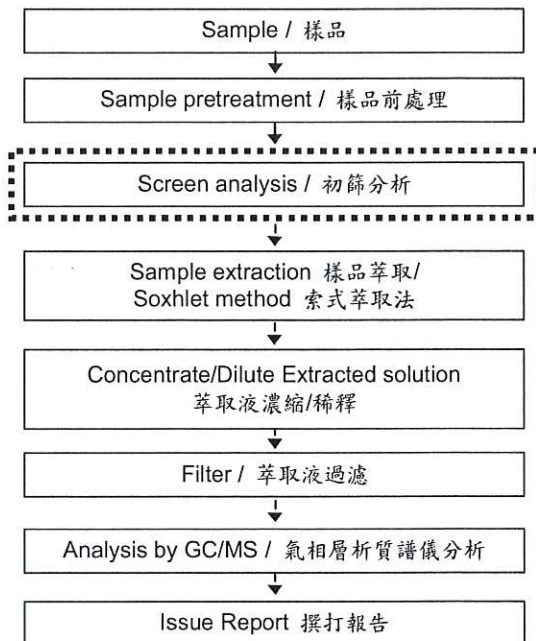 Sample / 樣品
Sample pretreatment / 樣品前處理
Screen analysis / 初篩分析
Sample extraction 樣品萃取/
Soxhlet method 索式萃取法
Concentrate/Dilute Extracted solution
萃取液濃縮/稀釋
Filter / 萃取液過濾
Analysis by GC/MS / 氣相層析質譜儀分析
Issue Report 撰打報告